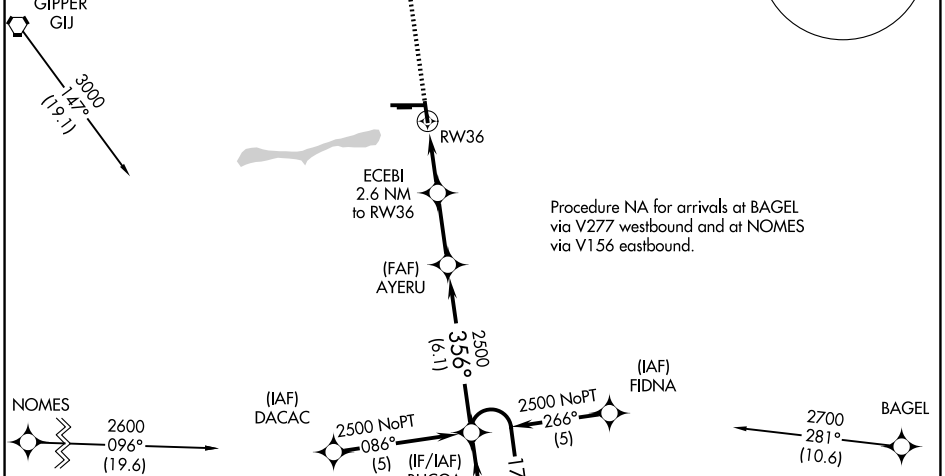 GIPPER
GIJ
3000
147°
(19.1)
RW36
ECEBI
2.6 NM
to RW36
Procedure NA for arrivals at BAGEL
via V277 westbound and at NOMES
via V156 eastbound.
(FAF)
AYERU
2500
356°
(6.1)
(IAF)
FIDNA
NOMES
2600
096°
(19.6)
(IAF)
DACAC
2500 NoPT
086°
(5)
2500 NoPT
266°
(5)
BAGEL
2700
281°
(10.6)
(IF/IAF)
17